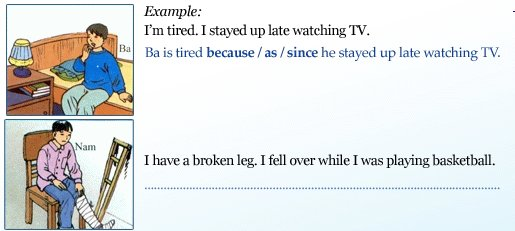 Example:
I'm tired. I stayed up late watching TV.
Ba
Ba is tired because / as / since he stayed up late watching TV.
Nam
I have a broken leg. I fell over while I was playing basketball.